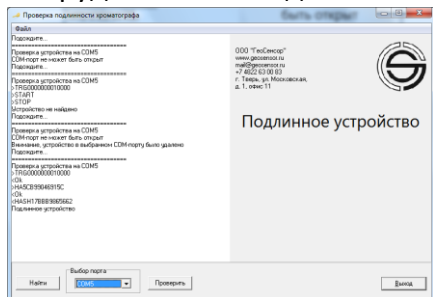 Проверка подлинности хроматографа
Файл
Подождите...
Проверка устройства на COM5
COM-порт не может быть открыт
Подождите...
Проверка устройства на COM5
>TRG0000000010000
>START
>STOP
Устройство не найдено
Подождите...
Проверка устройства на COM5
COM-порт не может быть открыт
Внимание, устройство в выбранном COM-порту было удалено
Подождите...
Проверка устройства на COM5
>TRG0000000010000
<Ok
>HASCB99046915C
<Ok
<HASH17BBB9865662
Подлинное устройство
ООО "ГеоСенсор"
www.geosensor.ru
mail@geosensor.ru
+7 4822 63 00 83
г. Тверь, ул. Московская,
д. 1, офис 11
Подлинное устройство
Найти
Выбор порта
COM5
Проверить
Выход